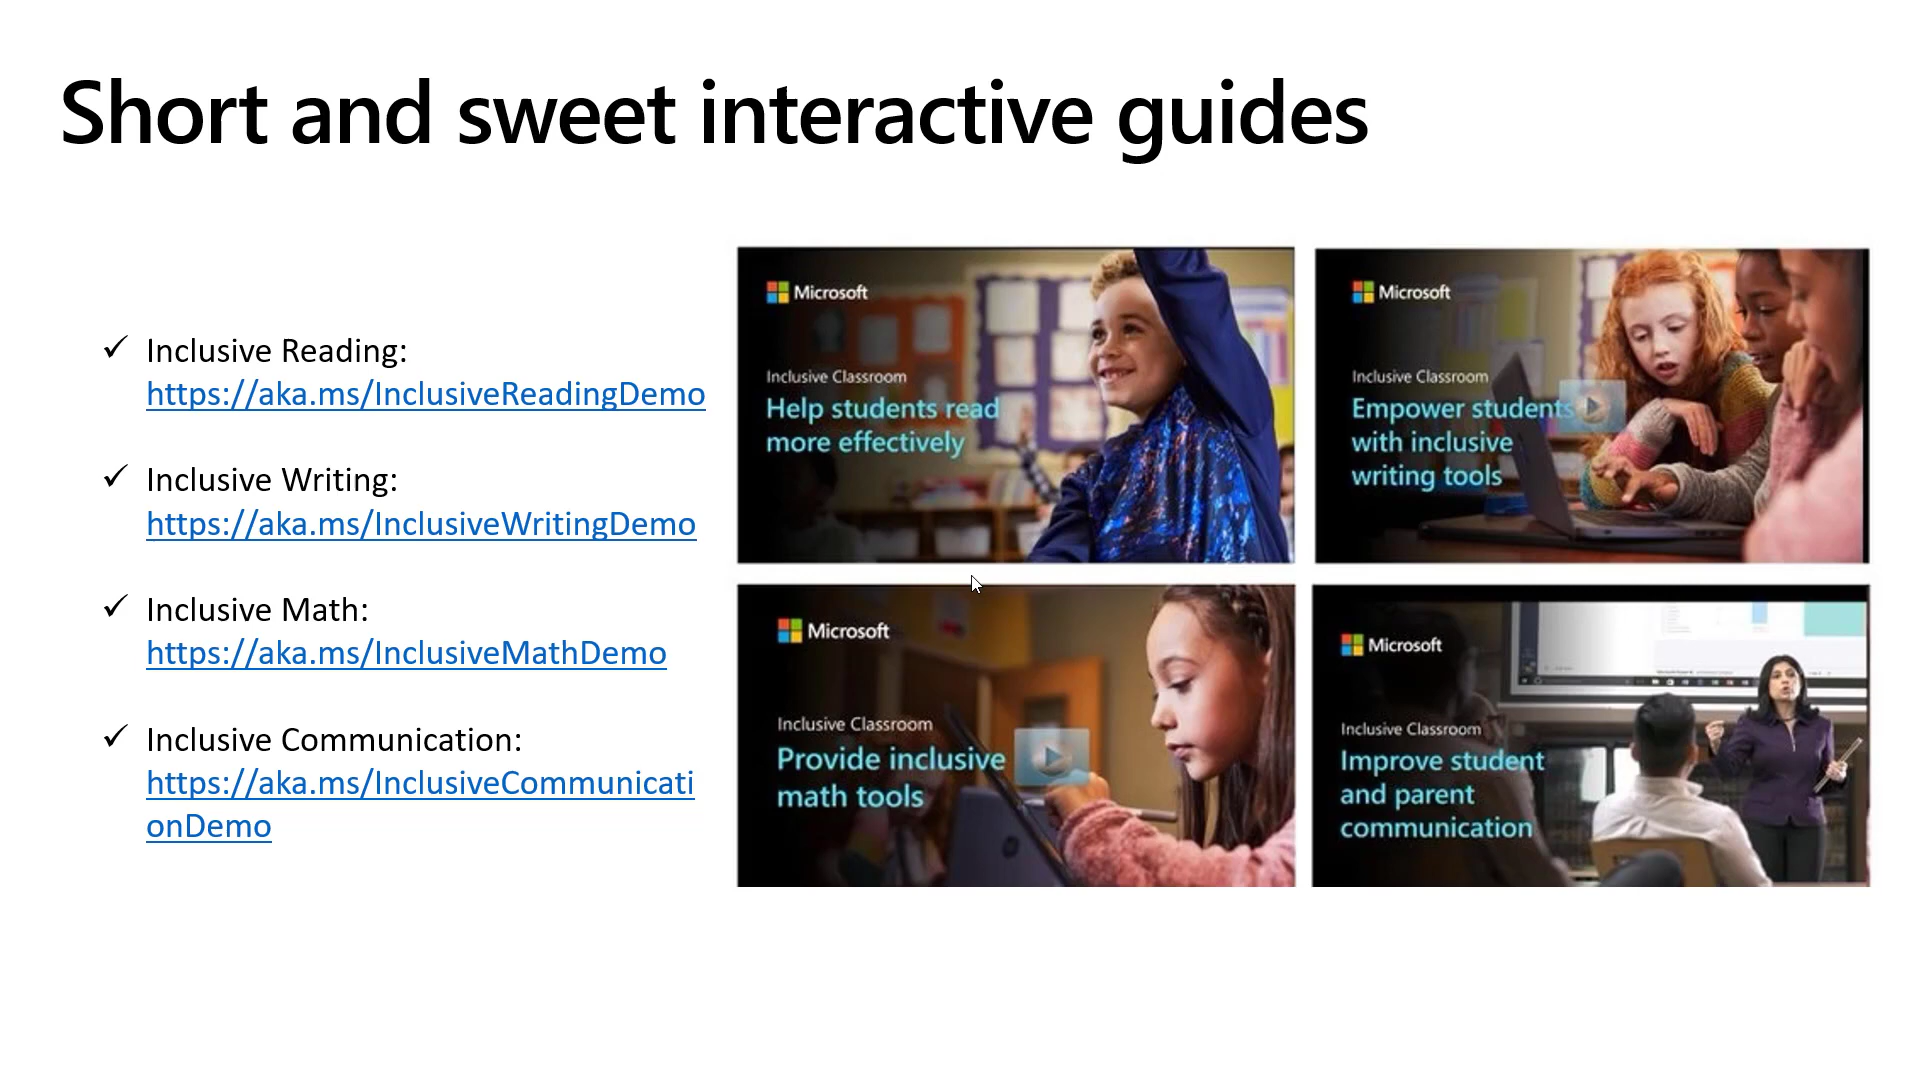 Short and sweet interactive guides
✓ Inclusive Reading:
https://aka.ms/InclusiveReadingDemo
✓ Inclusive Writing:
https://aka.ms/InclusiveWritingDemo
✓ Inclusive Math:
https://aka.ms/InclusiveMathDemo
✓ Inclusive Communication:
https://aka.ms/InclusiveCommunicati
onDemo
Microsoft
Inclusive Classroom
Help students read
more effectively
Microsoft
Inclusive Classroom
Empower students
with inclusive
writing tools
Microsoft
Inclusive Classroom
Provide inclusive
math tools
Microsoft
Inclusive Classroom
Improve student
and parent
communication